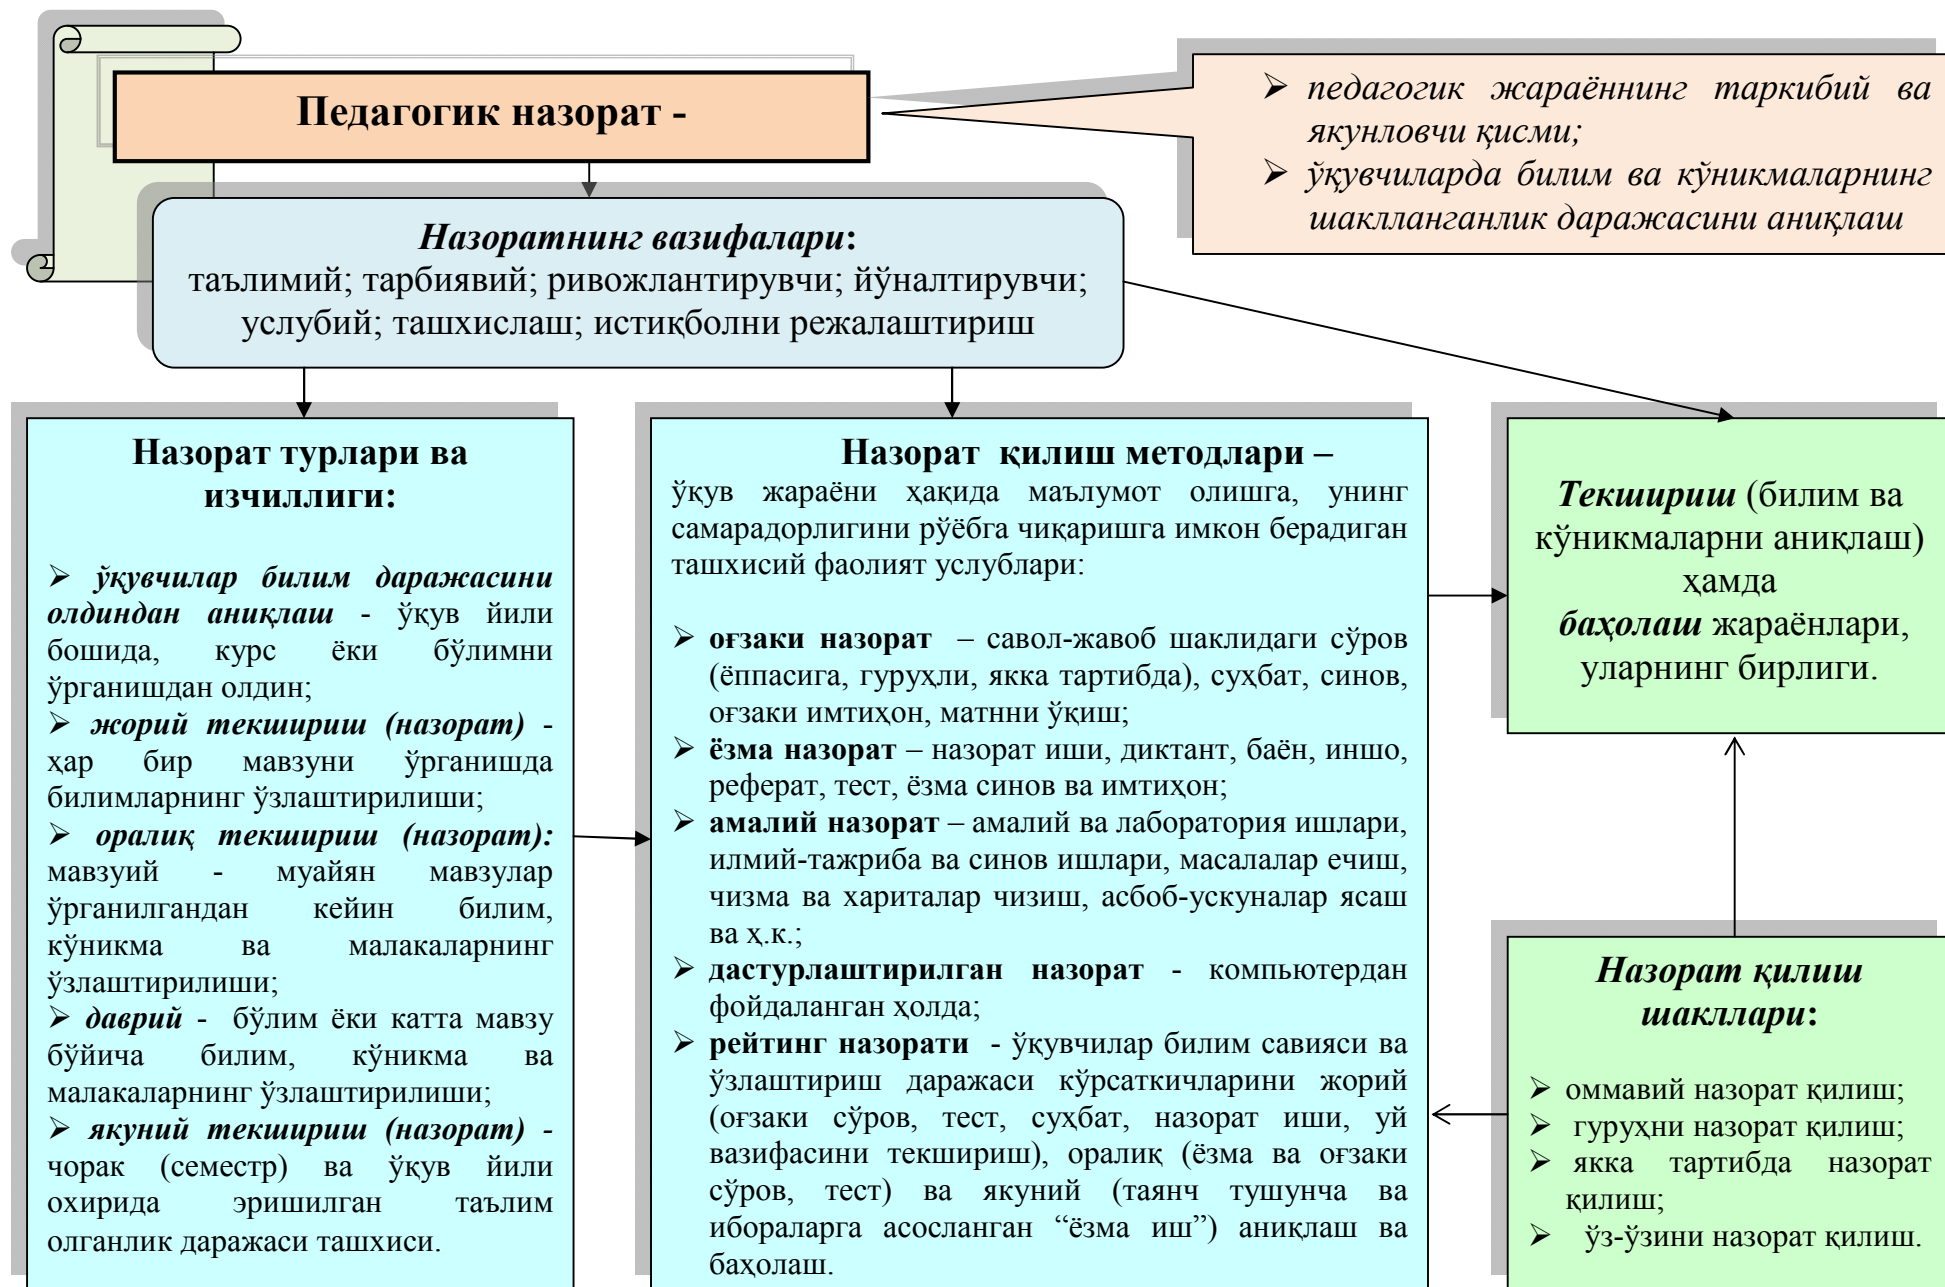 Педагогик назорат -
➢ педагогик жараённинг таркибий ва
якунловчи қисми;
➢ ўқувчиларда билим ва кўникмаларнинг
шаклланганлик даражасини аниқлаш
Назоратнинг вазифалари:
таълимий; тарбиявий; ривожлантирувчи; йўналтирувчи;
услубий; ташхислаш; истиқболни режалаштириш
Назорат турлари ва
изчиллиги:
➢ ўқувчилар билим даражасини
олдиндан аниқлаш - ўқув йили
бошида, курс ёки бўлимни
ўрганишдан олдин;
➢ жорий текшириш (назорат) -
ҳар бир мавзуни ўрганишда
билимларнинг ўзлаштирилиши;
➢ оралиқ текшириш (назорат):
мавзуий - муайян мавзулар
ўрганилгандан кейин билим,
кўникма ва малакаларнинг
ўзлаштирилиши;
➢ даврий - бўлим ёки катта мавзу
бўйича билим, кўникма ва
малакаларнинг ўзлаштирилиши;
➢ якуний текшириш (назорат) -
чорак (семестр) ва ўқув йили
охирида эришилган таълим
олганлик даражаси ташхиси.
Назорат қилиш методлари –
ўқув жараёни ҳақида маълумот олишга, унинг
самарадорлигини рўёбга чиқаришга имкон берадиган
ташхисий фаолият услублари:
➢ оғзаки назорат – савол-жавоб шаклидаги сўров
(ёппасига, гуруҳли, якка тартибда), суҳбат, синов,
оғзаки имтиҳон, матнни ўқиш;
➢ ёзма назорат – назорат иши, диктант, баён, иншо,
реферат, тест, ёзма синов ва имтиҳон;
➢ амалий назорат – амалий ва лаборатория ишлари,
илмий-тажриба ва синов ишлари, масалалар ечиш,
чизма ва хариталар чизиш, асбоб-ускуналар ясаш
ва ҳ.к.;
➢ дастурлаштирилган назорат - компьютердан
фойдаланган ҳолда;
➢ рейтинг назорати - ўқувчилар билим савияси ва
ўзлаштириш даражаси кўрсаткичларини жорий
(оғзаки сўров, тест, суҳбат, назорат иши, уй
вазифасини текшириш), оралиқ (ёзма ва оғзаки
сўров, тест) ва якуний (таянч тушунча ва
ибораларга асосланган “ёзма иш”) аниқлаш ва
баҳолаш.
Текшириш (билим ва
кўникмаларни аниқлаш)
ҳамда
баҳолаш жараёнлари,
уларнинг бирлиги.
Назорат қилиш
шакллари:
➢ оммавий назорат қилиш;
➢ гуруҳни назорат қилиш;
➢ якка тартибда назорат
қилиш;
➢ ўз-ўзини назорат қилиш.